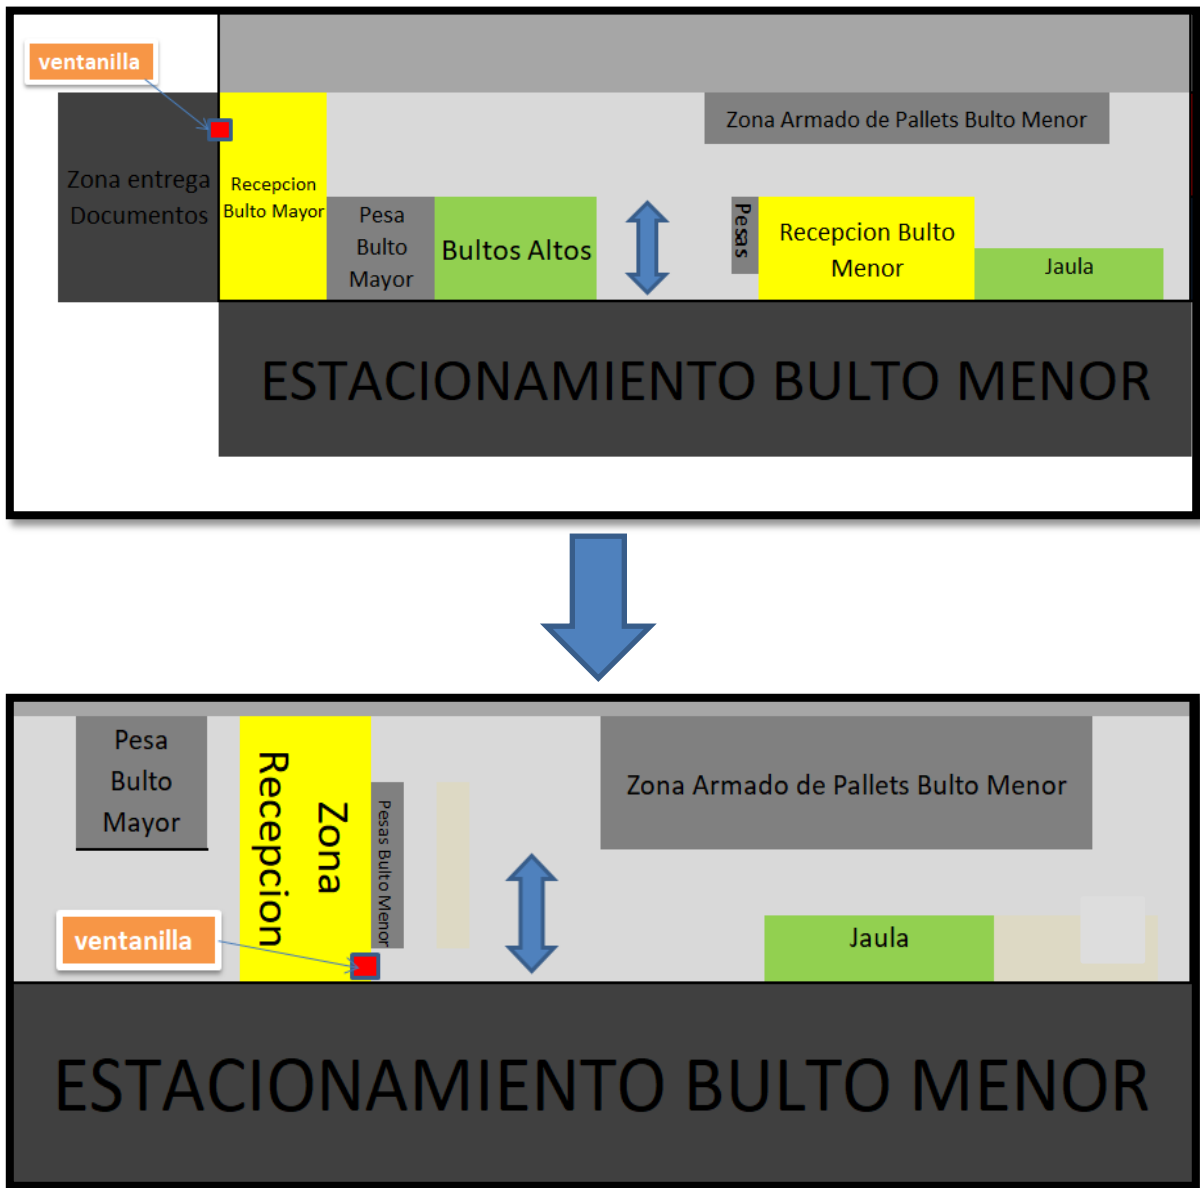 ventanilla
Zona Armado de Pallets Bulto Menor
Zona entrega
Documentos
Recepcion
Bulto Mayor
Pesa
Bulto
Mayor
Bultos Altos
Pesas
Recepcion Bulto
Menor
Jaula
ESTACIONAMIENTO BULTO MENOR
Pesa
Bulto
Mayor
Zona
Recepcion
Pesas Bulto Menor
Zona Armado de Pallets Bulto Menor
ventanilla
Jaula
ESTACIONAMIENTO BULTO MENOR